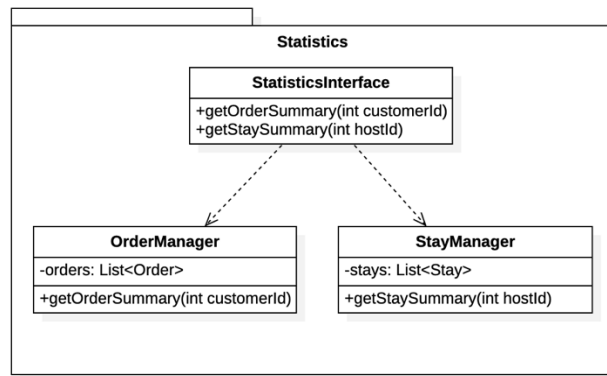 Statistics
StatisticsInterface
+getOrderSummary(int customerId)
+getStaySummary(int hostId)
OrderManager
-orders: List<Order>
+getOrderSummary(int customerId)
StayManager
-stays: List<Stay>
+getStaySummary(int hostId)